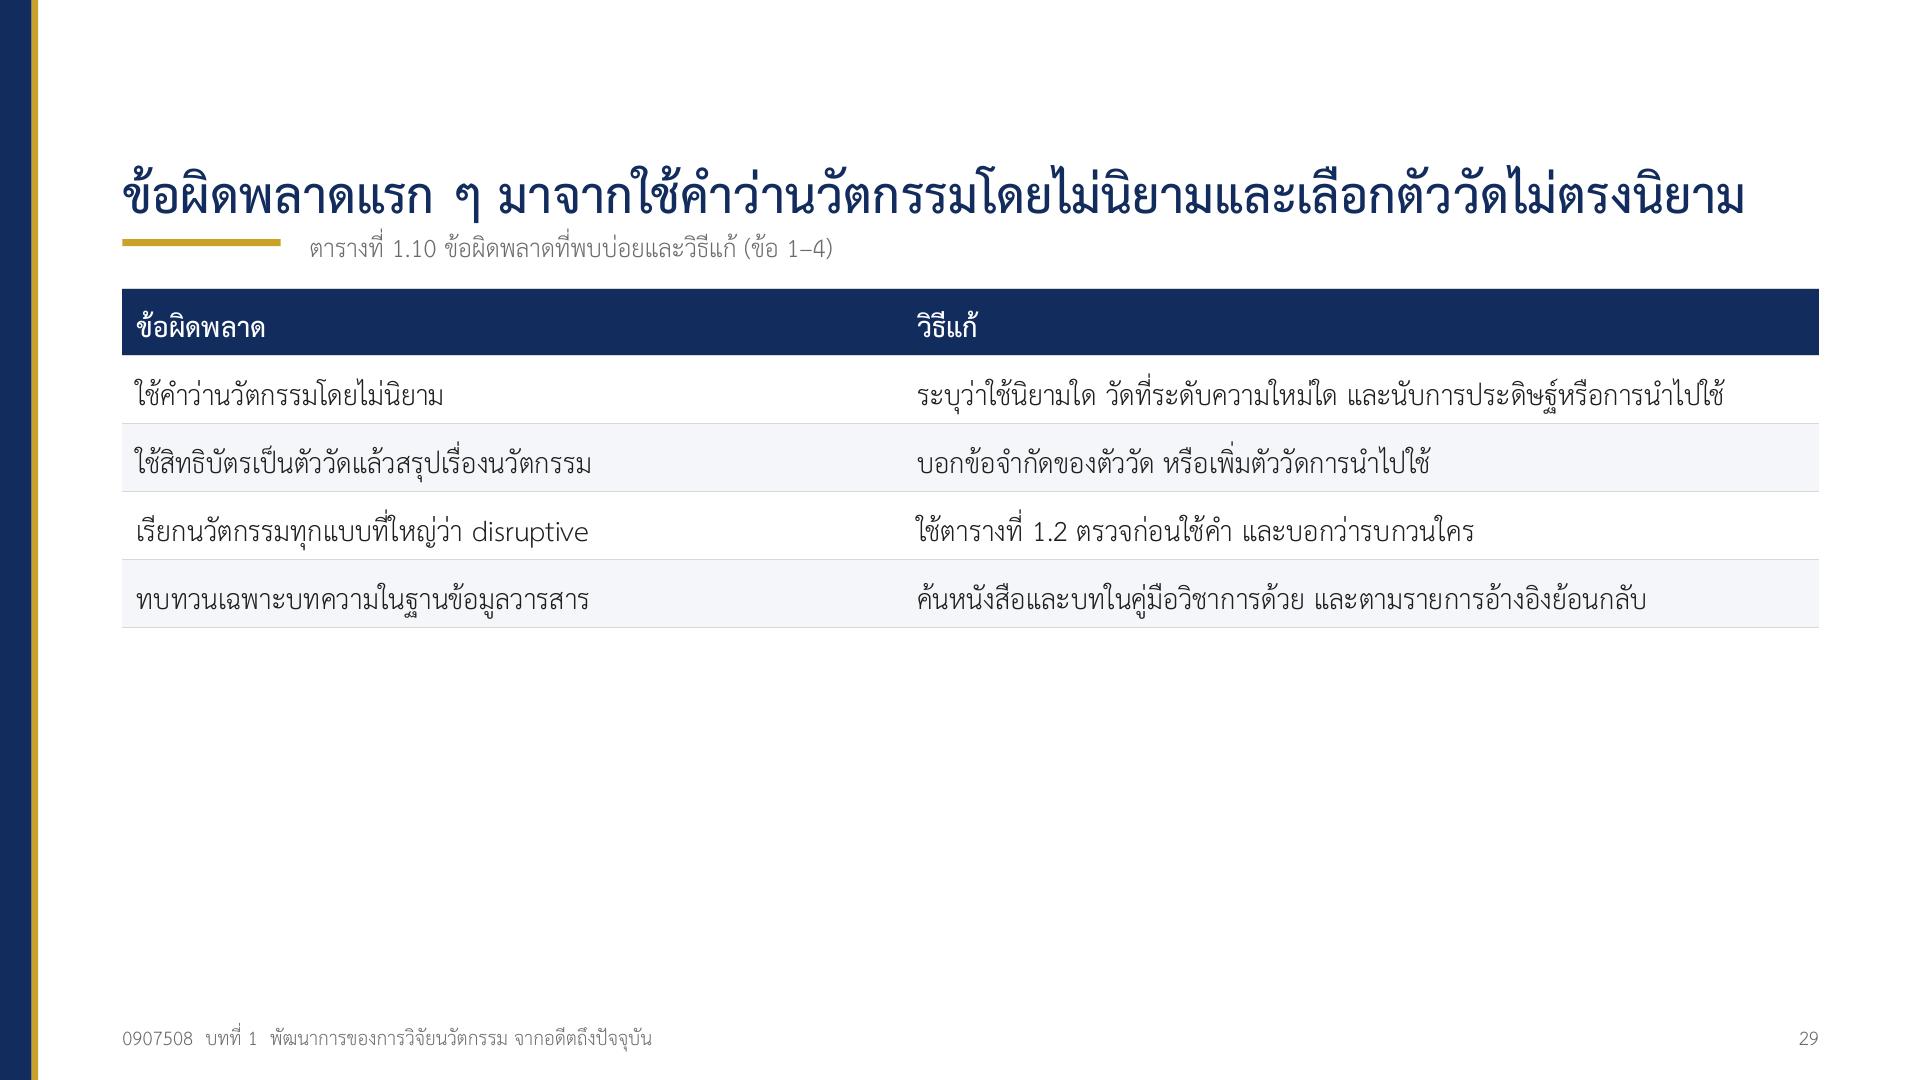 ข้อผิดพลาดแรก ๆ มาจากใช้คำว่านวัตกรรมโดยไม่นิยามและเลือกตัววัดไม่ตรงนิยาม
ตารางที่ 1.10 ข้อผิดพลาดที่พบบ่อยและวิธีแก้ (ข้อ 1–4)
ข้อผิดพลาด วิธีแก้
ใช้คำว่านวัตกรรมโดยไม่นิยาม ระบุว่าใช้นิยามใด วัดที่ระดับความใหม่ใด และนับการประดิษฐ์หรือการนำไปใช้
ใช้สิทธิบัตรเป็นตัววัดแล้วสรุปเรื่องนวัตกรรม บอกข้อจำกัดของตัววัด หรือเพิ่มตัววัดการนำไปใช้
เรียกนวัตกรรมทุกแบบที่ใหญ่ว่า disruptive ใช้ตารางที่ 1.2 ตรวจก่อนใช้คำ และบอกว่ารบกวนใคร
ทบทวนเฉพาะบทความในฐานข้อมูลวารสาร ค้นหนังสือและบทในคู่มือวิชาการด้วย และตามรายการอ้างอิงย้อนกลับ
0907508 บทที่ 1 พัฒนาการของการวิจัยนวัตกรรม จากอดีตถึงปัจจุบัน 29